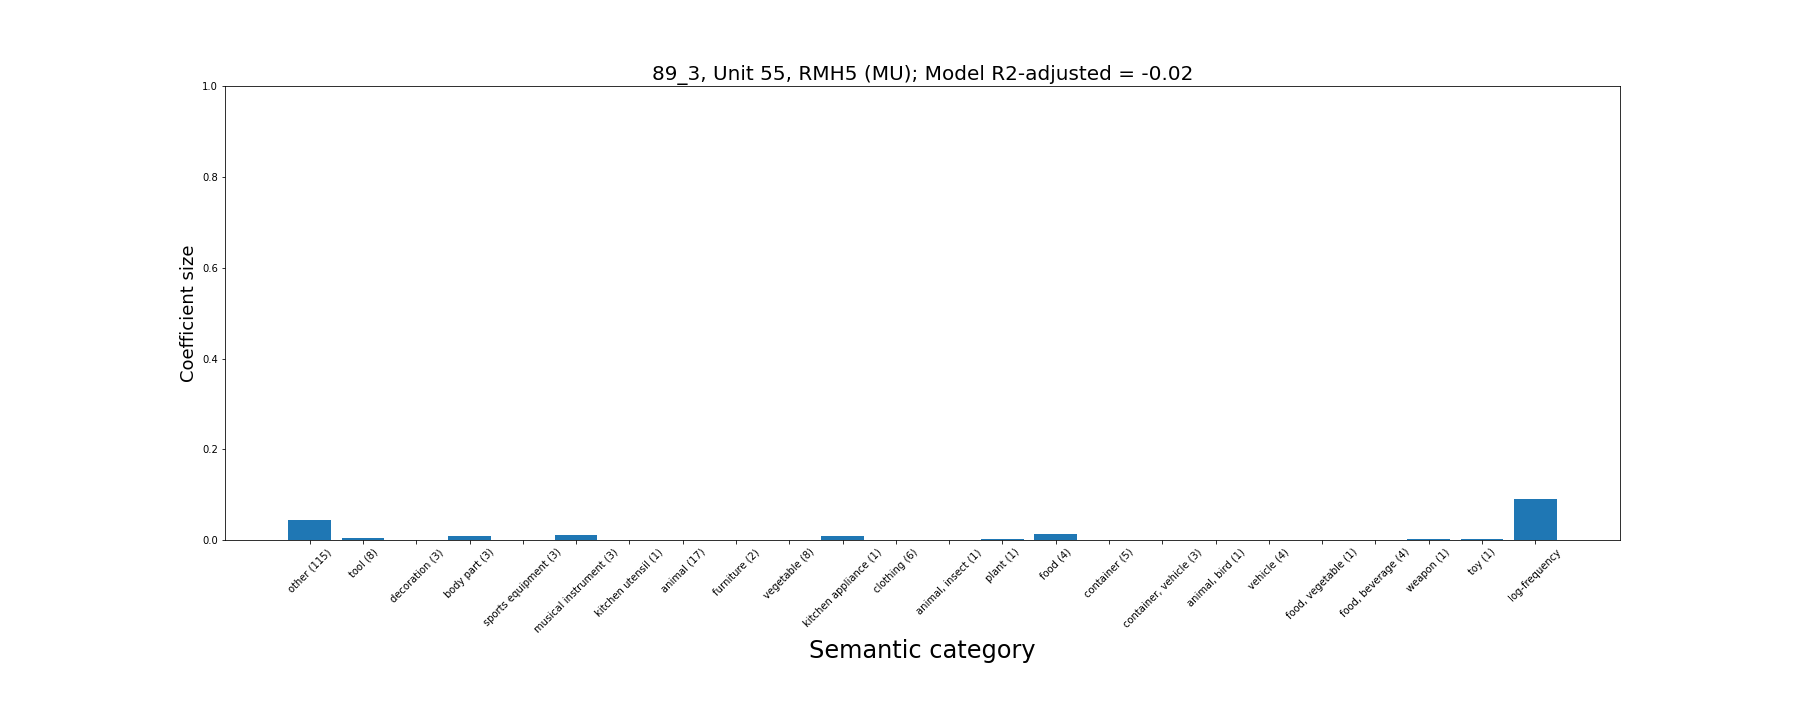 89_3, Unit 55, RMH5 (MU); Model R2-adjusted = -0.02
1.0
0.8
0.6
0.4
0.2
0.0
Coefficient size
other (115)
tool (8)
decoration (3)
body part (3)
sports equipment (3)
musical instrument (3)
kitchen utensil (1)
animal (17)
furniture (2)
vegetable (8)
kitchen appliance (1)
clothing (6)
animal, insect (1)
plant (1)
food (4)
container (5)
container, vehicle (3)
animal, bird (1)
vehicle (4)
food, vegetable (1)
food, beverage (4)
weapon (1)
toy (1)
log-frequency
Semantic category